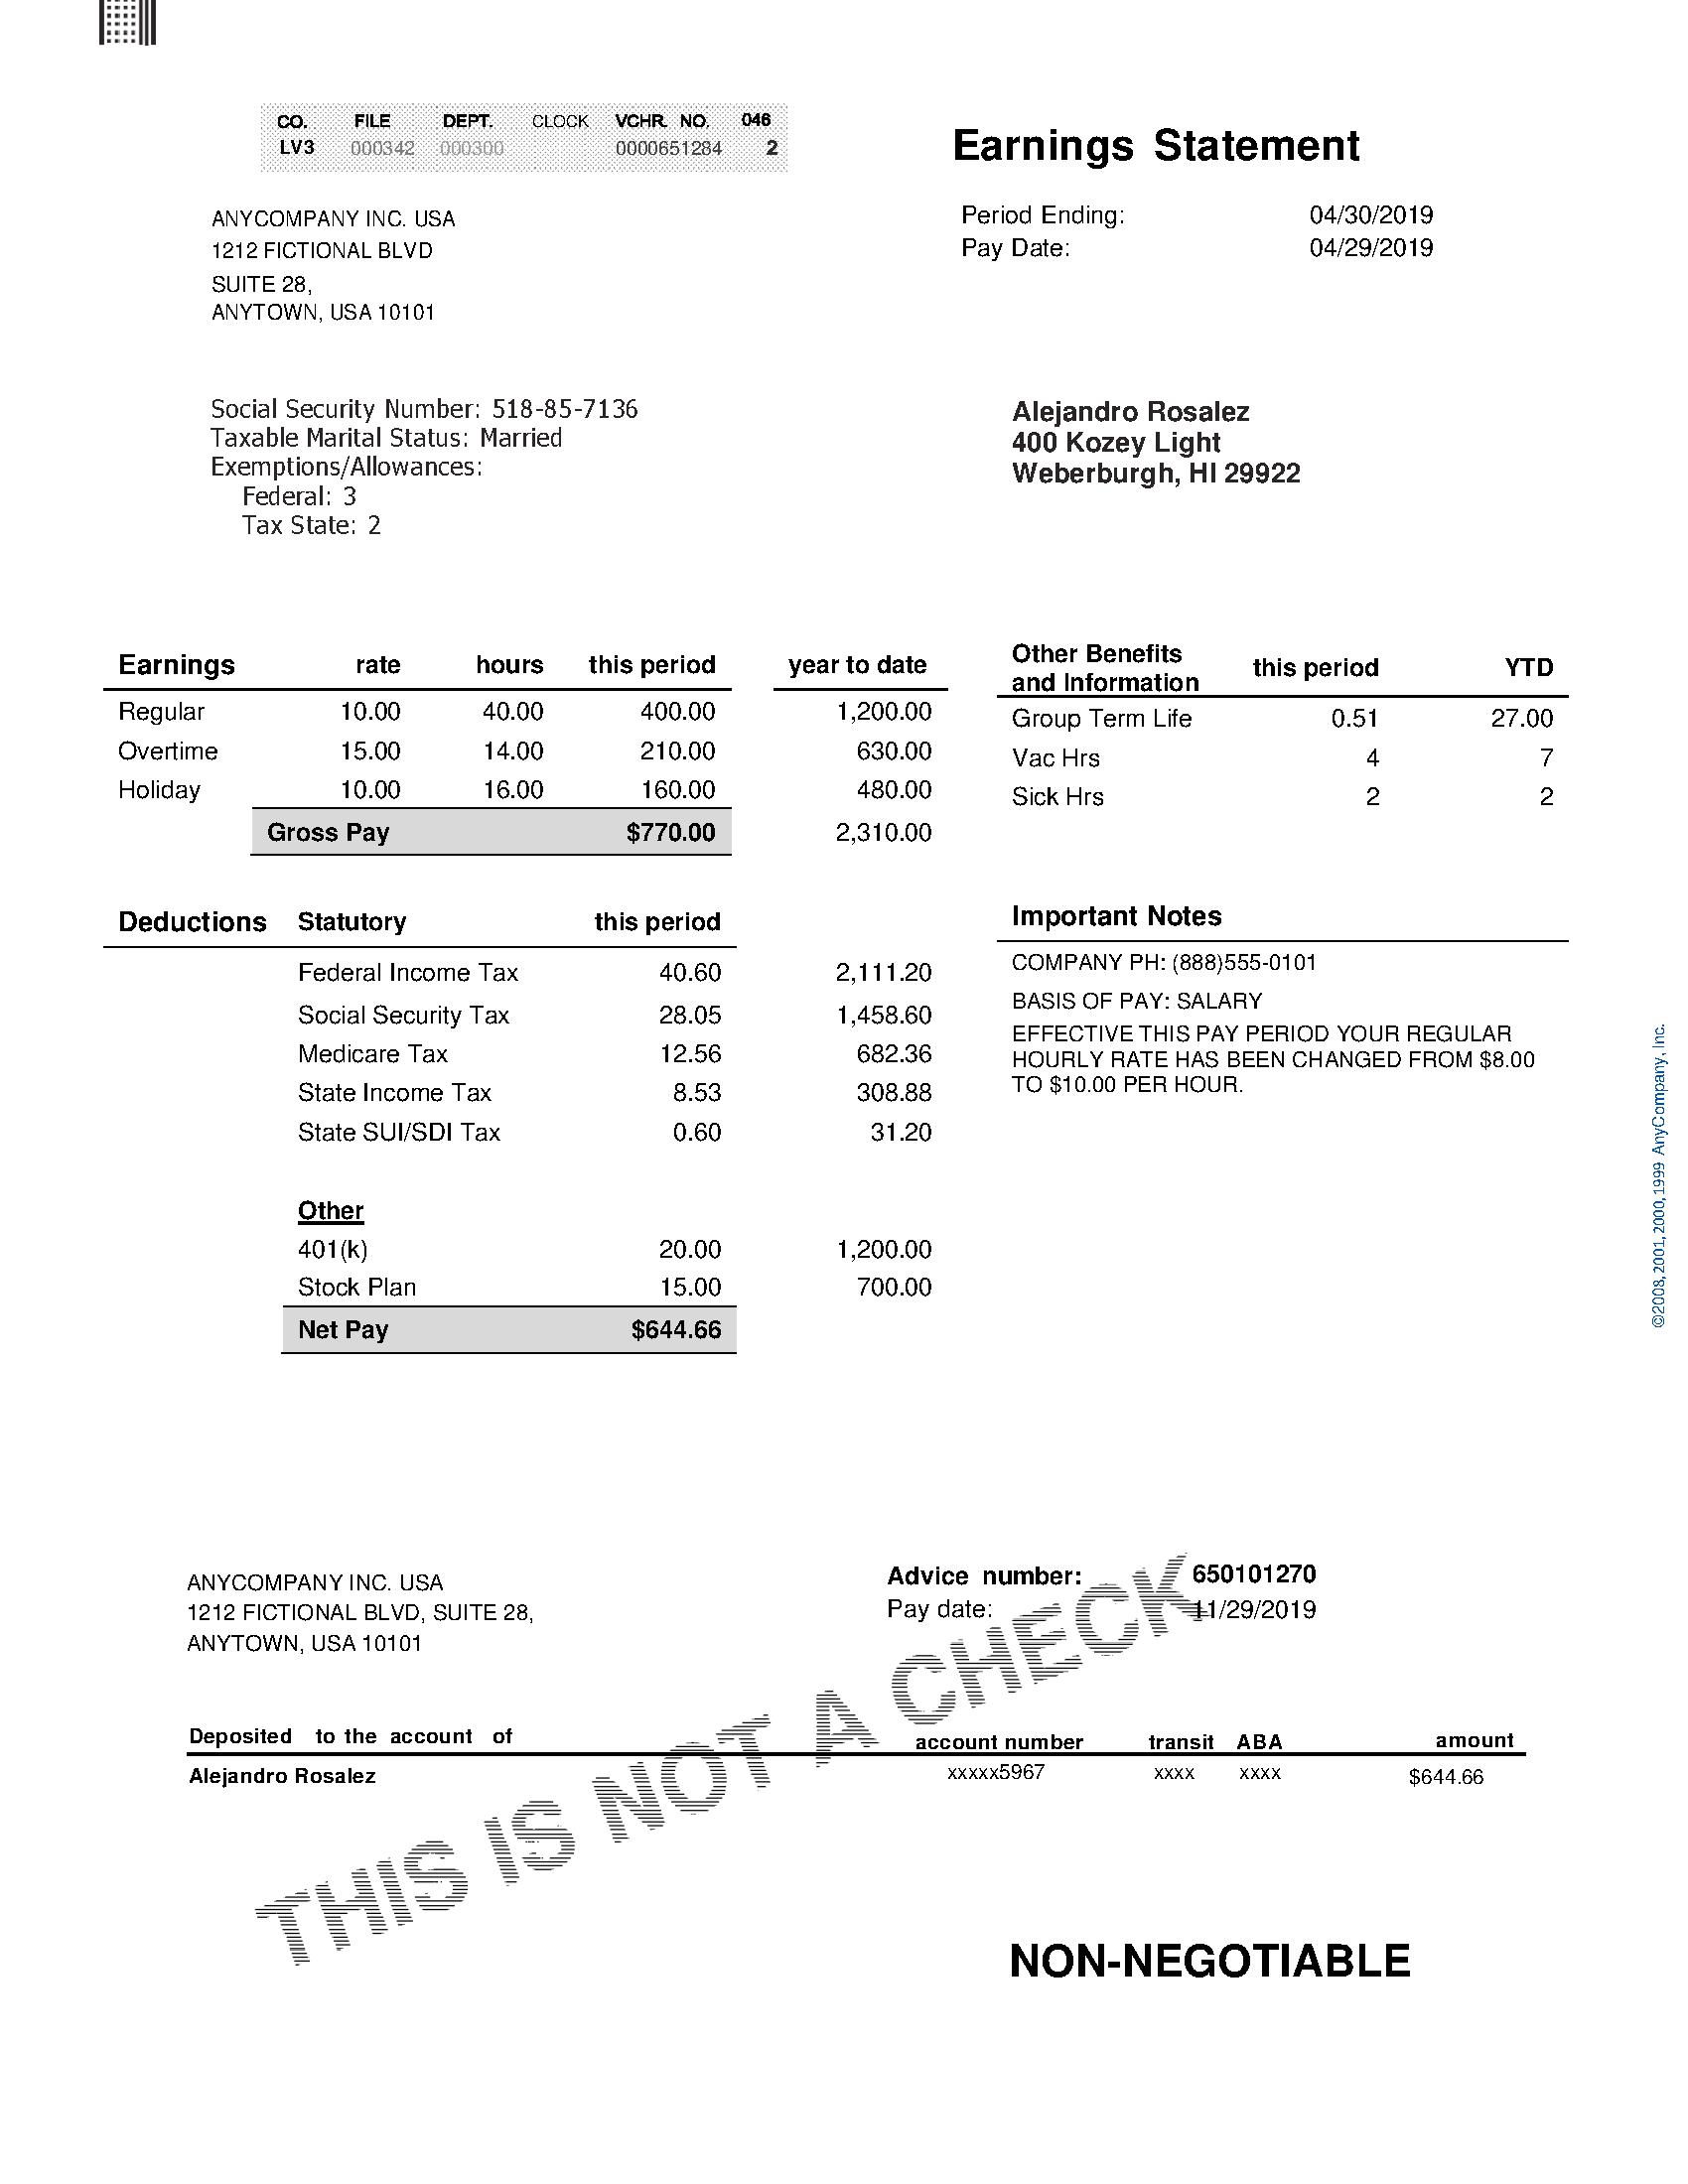 CO. FILE DEPT. CLOCK VCHR. NO. 046
LV3 000342 000300 0000651284 2
Earnings Statement
Period Ending: 04/30/2019
Pay Date: 04/29/2019
ANYCOMPANY INC. USA
1212 FICTIONAL BLVD
SUITE 28,
ANYTOWN, USA 10101
Social Security Number: 518-85-7136
Taxable Marital Status: Married
Exemptions/Allowances:
Federal: 3
Tax State: 2
Alejandro Rosalez
400 Kozey Light
Weberburgh, HI 29922
Earnings rate hours this period year to date
Regular 10.00 40.00 400.00 1,200.00
Overtime 15.00 14.00 210.00 630.00
Holiday 10.00 16.00 160.00 480.00
Gross Pay $770.00 2,310.00
Other Benefits
and Information this period YTD
Group Term Life 0.51 27.00
Vac Hrs 4 7
Sick Hrs 2 2
Deductions Statutory this period
Federal Income Tax 40.60 2,111.20
Social Security Tax 28.05 1,458.60
Medicare Tax 12.56 682.36
State Income Tax 8.53 308.88
State SUI/SDI Tax 0.60 31.20
Other
401(k) 20.00 1,200.00
Stock Plan 15.00 700.00
Net Pay $644.66
Important Notes
COMPANY PH: (888)555-0101
BASIS OF PAY: SALARY
EFFECTIVE THIS PAY PERIOD YOUR REGULAR
HOURLY RATE HAS BEEN CHANGED FROM $8.00
TO $10.00 PER HOUR.
©2008, 2001, 2000, 1999 AnyCompany, Inc.
ANYCOMPANY INC. USA
1212 FICTIONAL BLVD, SUITE 28,
ANYTOWN, USA 10101
Advice number: 650101270
Pay date: 11/29/2019
Deposited to the account of account number transit ABA amount
Alejandro Rosalez xxxxx5967 xxxx xxxx $644.66
THIS IS NOT A CHECK
NON-NEGOTIABLE